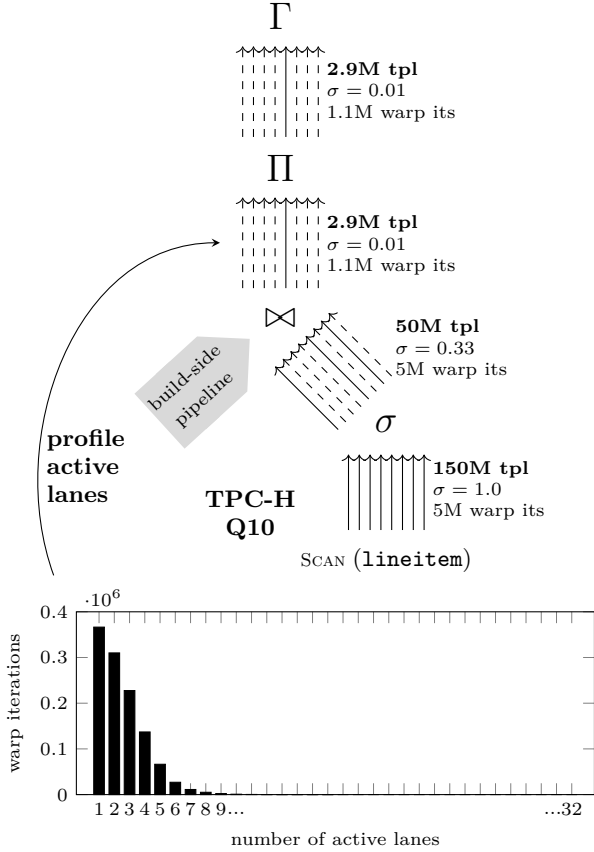 Γ
2.9M tpl
σ = 0.01
1.1M warp its
Π
2.9M tpl
σ = 0.01
1.1M warp its
⋈
50M tpl
σ = 0.33
5M warp its
build-side
pipeline
σ
profile
active
lanes
150M tpl
σ = 1.0
5M warp its
TPC-H
Q10
SCAN (lineitem)
·10⁶
0.4
0.3
0.2
0.1
0
warp iterations
1 2 3 4 5 6 7 8 9... ...32
number of active lanes